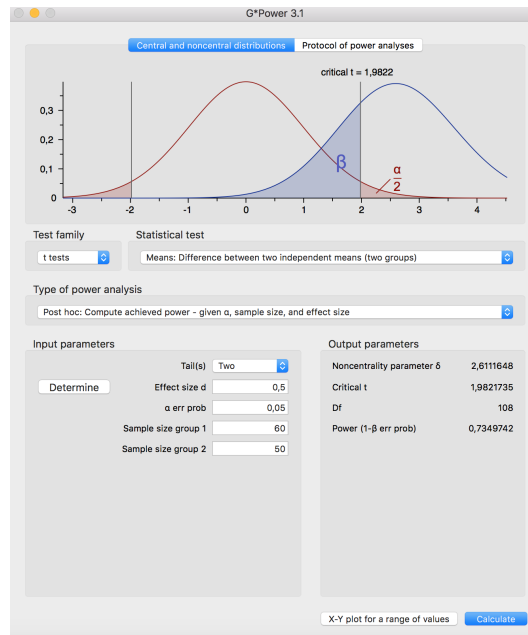 G*Power 3.1
Central and noncentral distributions Protocol of power analyses
critical t = 1,9822
0,3
0,2
0,1
0
β
α
2
-3 -2 -1 0 1 2 3 4
Test family Statistical test
t tests Means: Difference between two independent means (two groups)
Type of power analysis
Post hoc: Compute achieved power - given α, sample size, and effect size
Input parameters Output parameters
Tail(s) Two Noncentrality parameter δ 2,6111648
Determine Effect size d 0,5 Critical t 1,9821735
α err prob 0,05 Df 108
Sample size group 1 60 Power (1-β err prob) 0,7349742
Sample size group 2 50
X-Y plot for a range of values Calculate